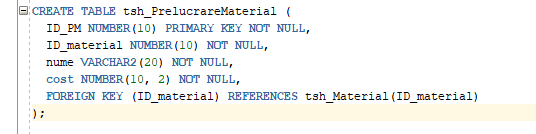 CREATE TABLE tsh_PrelucrareMaterial (
ID_PM NUMBER(10) PRIMARY KEY NOT NULL,
ID_material NUMBER(10) NOT NULL,
nume VARCHAR2(20) NOT NULL,
cost NUMBER(10, 2) NOT NULL,
FOREIGN KEY (ID_material) REFERENCES tsh_Material(ID_material)
);